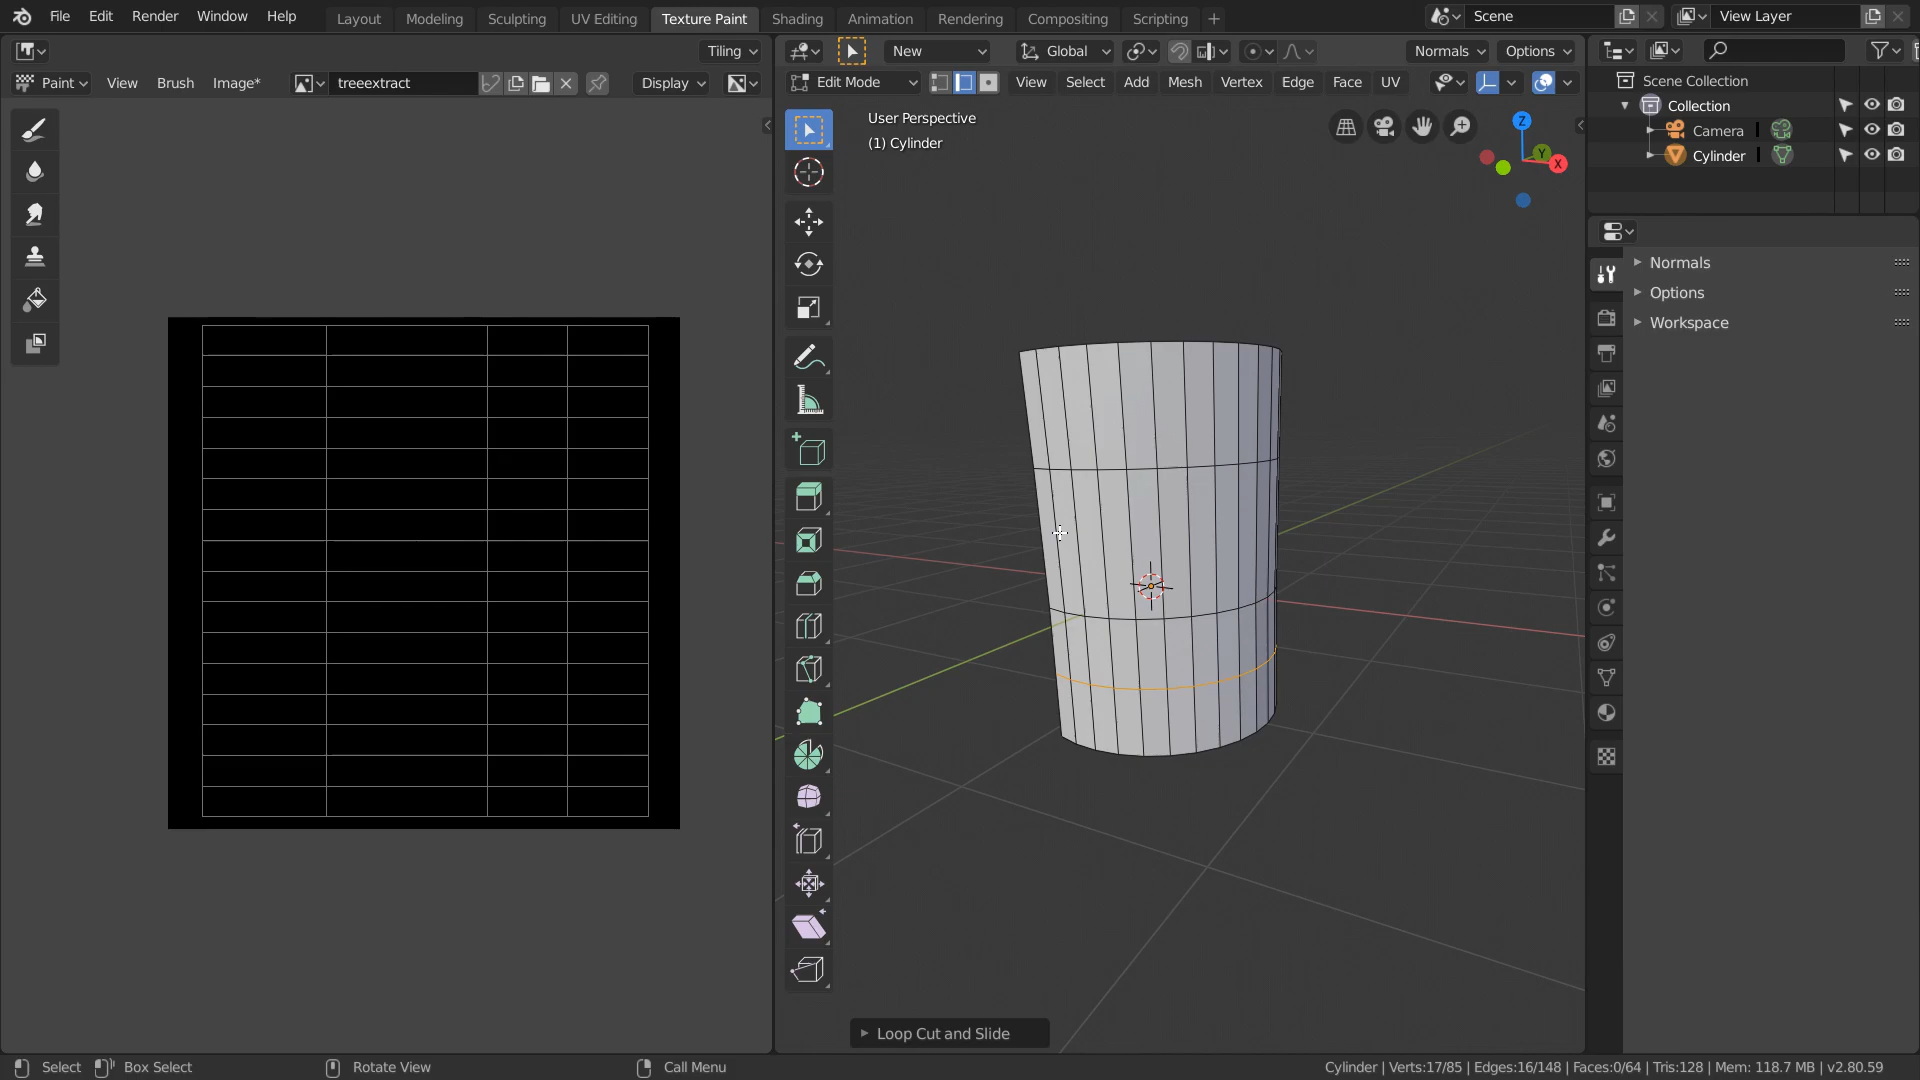 File Edit Render Window Help
Layout Modeling Sculpting UV Editing Texture Paint Shading Animation Rendering Compositing Scripting +
Scene View Layer
Tiling New Global Normals Options
Paint View Brush Image* treeextract Display
Edit Mode View Select Add Mesh Vertex Edge Face UV
Scene Collection
Collection
Camera
Cylinder
User Perspective
(1) Cylinder
Z
Y
X
Normals
Options
Workspace
Loop Cut and Slide
Select Box Select Rotate View Call Menu
Cylinder | Verts:17/85 | Edges:16/148 | Faces:0/64 | Tris:128 | Mem: 118.7 MB | v2.80.59